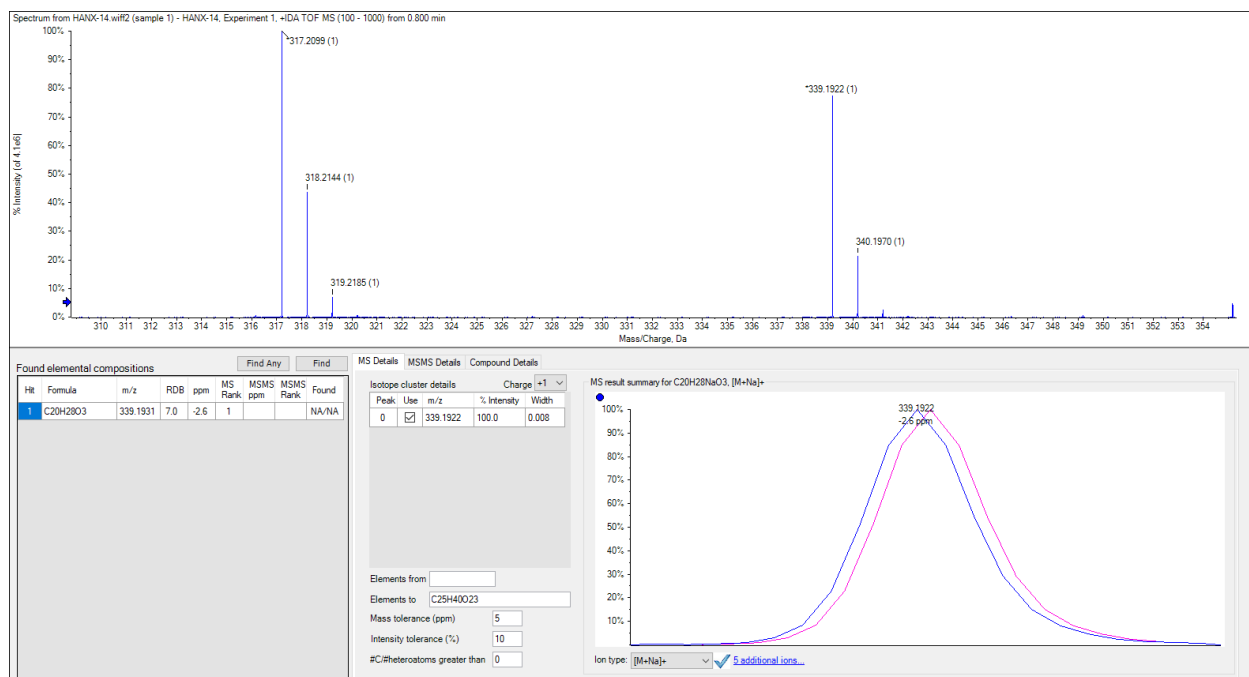 Spectrum from HANX-14.wiff2 (sample 1) - HANX-14, Experiment 1, +IDA TOF MS (100 - 1000) from 0.800 min
100%
90%
80%
70%
60%
50%
40%
30%
20%
10%
0%
% Intensity (of 4.1e6)
*317.2099 (1)
318.2144 (1)
319.2185 (1)
*339.1922 (1)
340.1970 (1)
310 311 312 313 314 315 316 317 318 319 320 321 322 323 324 325 326 327 328 329 330 331 332 333 334 335 336 337 338 339 340 341 342 343 344 345 346 347 348 349 350 351 352 353 354
Mass/Charge, Da
Found elemental compositions Find Any Find
Hit Formula m/z RDB ppm MS Rank MSMS ppm MSMS Rank Found
1 C20H28O3 339.1931 7.0 -2.6 1 NA/NA
MS Details MSMS Details Compound Details
Isotope cluster details Charge +1
Peak Use m/z % Intensity Width
0 339.1922 100.0 0.008
Elements from
Elements to C25H40O23
Mass tolerance (ppm) 5
Intensity tolerance (%) 10
#C/#heteroatoms greater than 0
MS result summary for C20H28NaO3, [M+Na]+
339.1922
-2.6 ppm
100%
90%
80%
70%
60%
50%
40%
30%
20%
10%
Ion type: [M+Na]+ 5 additional ions...